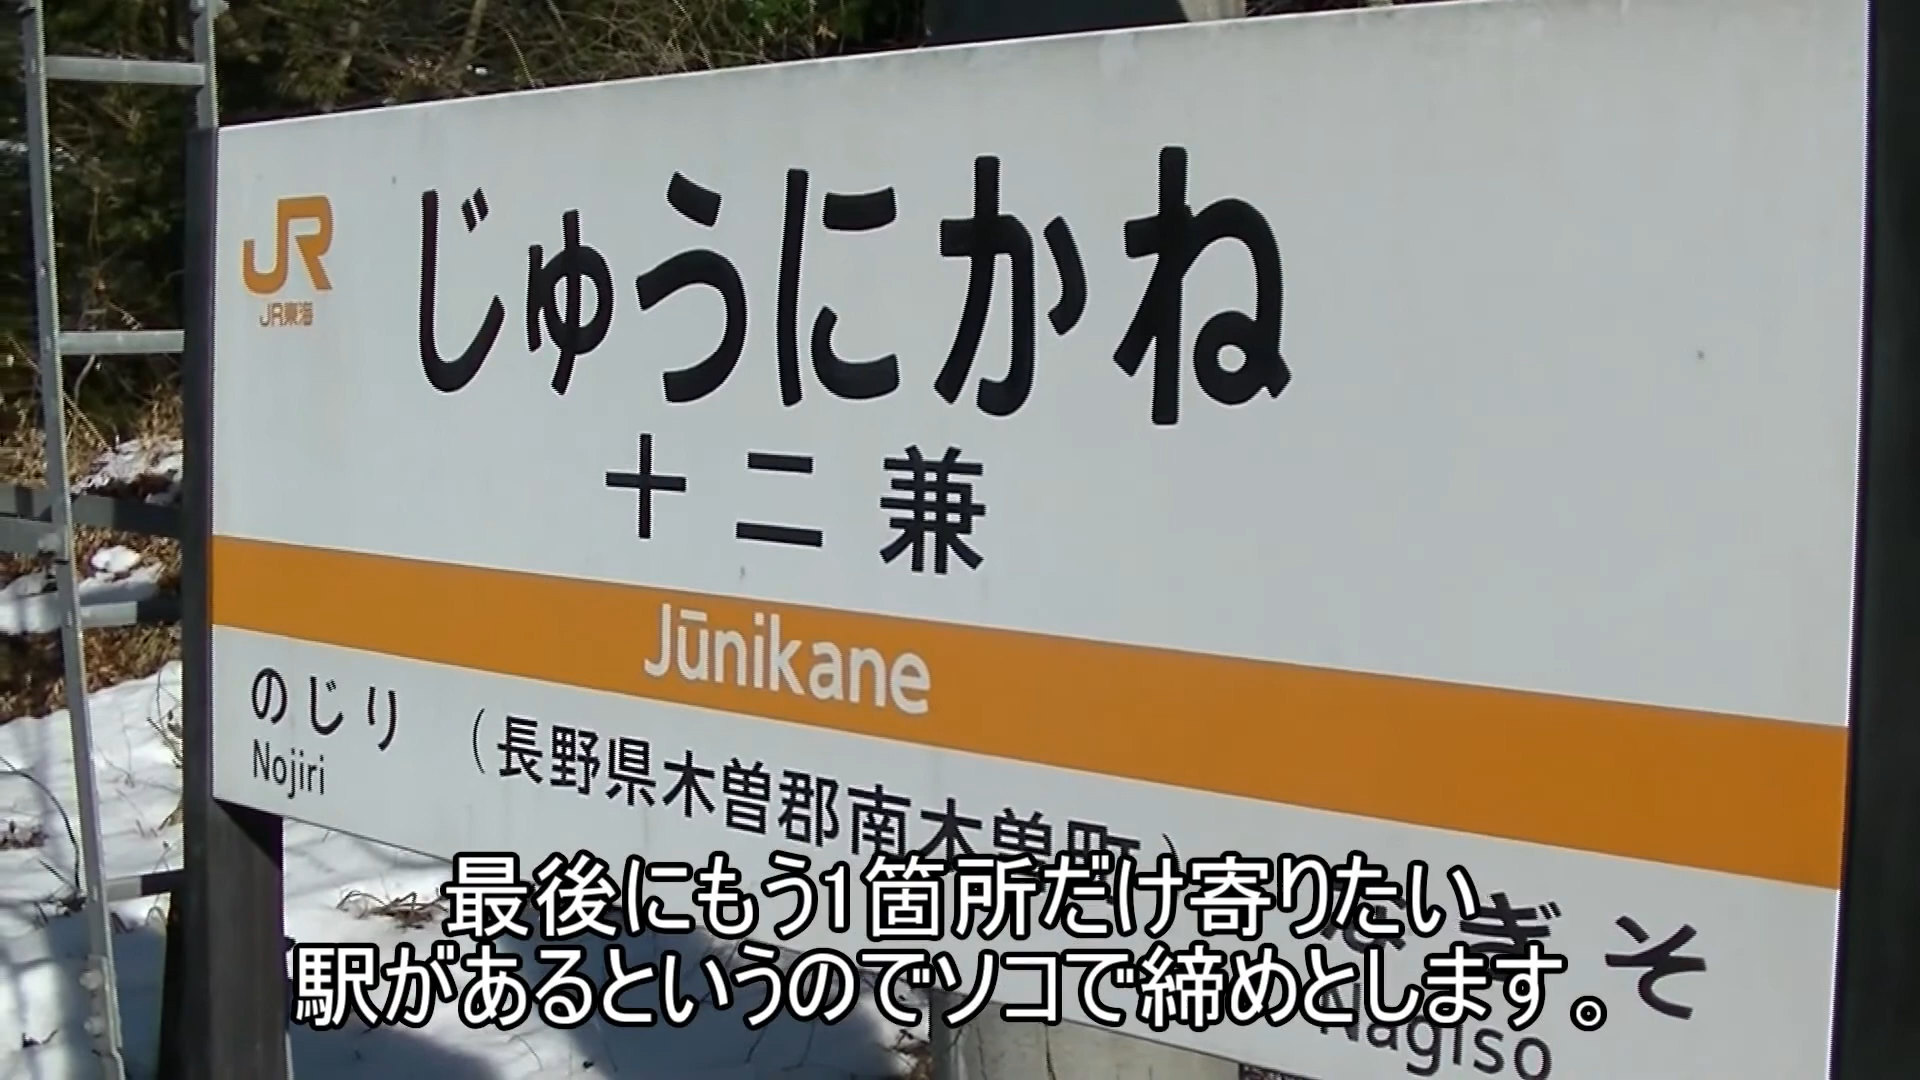 JR
JR東海
じゅうにかね
十二兼
Jūnikane
のじり
Nojiri
(長野県木曽郡南木曽町)
なぎそ
Nagiso
最後にもう1箇所だけ寄りたい
駅があるというのでソコで締めとします。